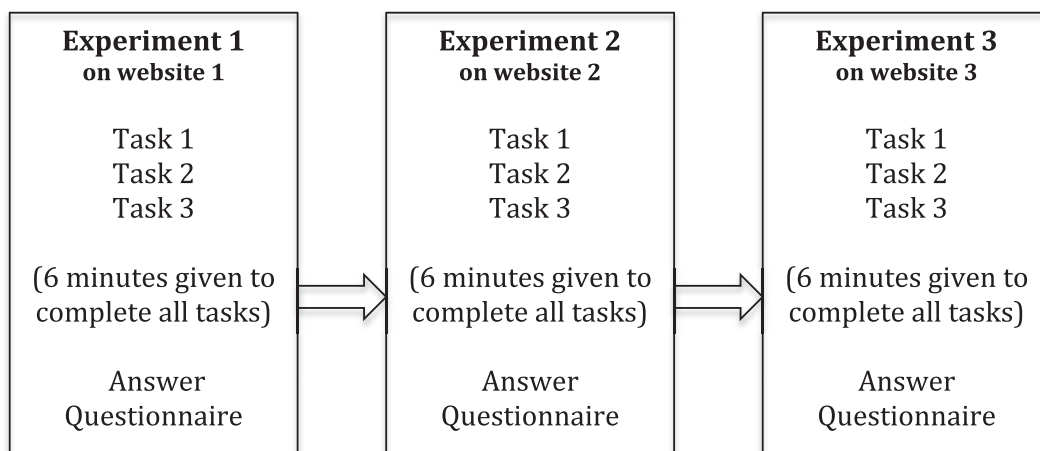 Experiment 1
on website 1
Task 1
Task 2
Task 3
(6 minutes given to
complete all tasks)
Answer
Questionnaire
Experiment 2
on website 2
Task 1
Task 2
Task 3
(6 minutes given to
complete all tasks)
Answer
Questionnaire
Experiment 3
on website 3
Task 1
Task 2
Task 3
(6 minutes given to
complete all tasks)
Answer
Questionnaire